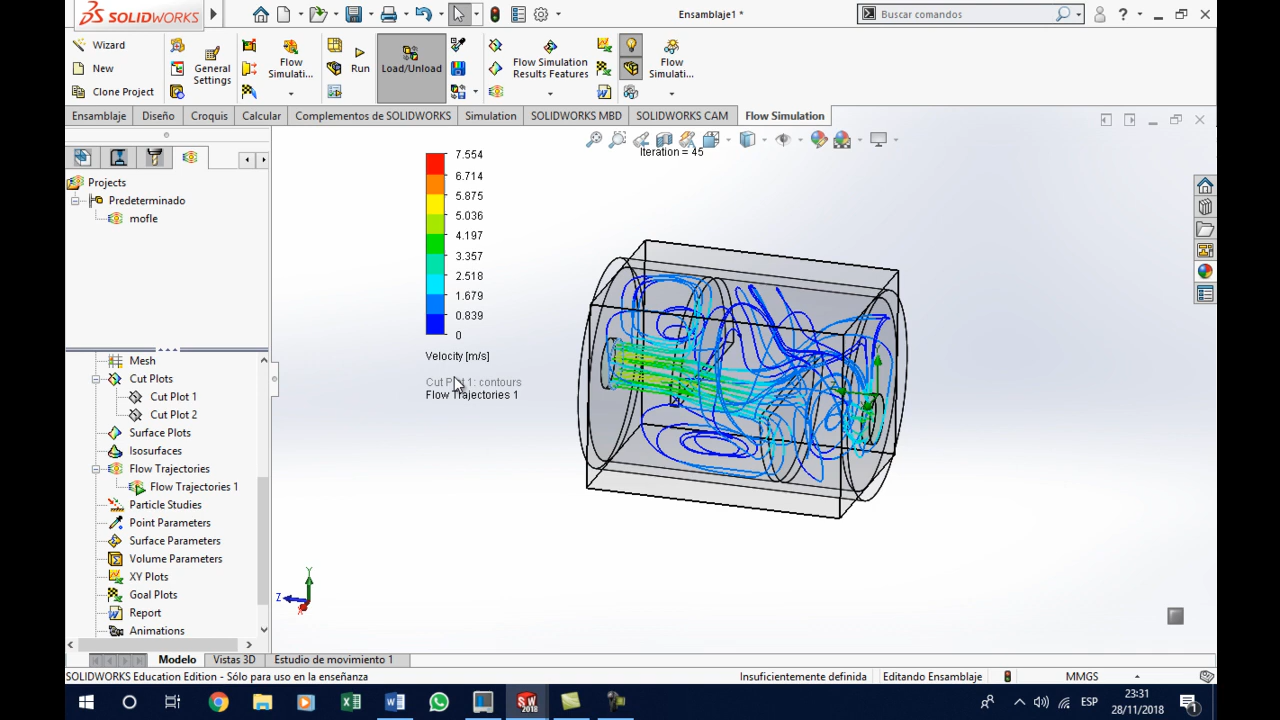 SOLIDWORKS
Ensamblaje1 *
Buscar comandos
?
Wizard
New
Clone Project
General
Settings
Flow
Simulati...
Run
Load/Unload
Flow Simulation
Results Features
Flow
Simulati...
Ensamblaje
Diseño
Croquis
Calcular
Complementos de SOLIDWORKS
Simulation
SOLIDWORKS MBD
SOLIDWORKS CAM
Flow Simulation
Projects
Predeterminado
mofle
Mesh
Cut Plots
Cut Plot 1
Cut Plot 2
Surface Plots
Isosurfaces
Flow Trajectories
Flow Trajectories 1
Particle Studies
Point Parameters
Surface Parameters
Volume Parameters
XY Plots
Goal Plots
Report
Animations
Iteration = 45
7.554
6.714
5.875
5.036
4.197
3.357
2.518
1.679
0.839
0
Velocity [m/s]
Cut Plot 1: contours
Flow Trajectories 1
Y
Z
X
Modelo
Vistas 3D
Estudio de movimiento 1
SOLIDWORKS Education Edition - Sólo para uso en la enseñanza
Insuficientemente definida
Editando Ensamblaje
MMGS
SW
2018
ESP
23:31
28/11/2018
1